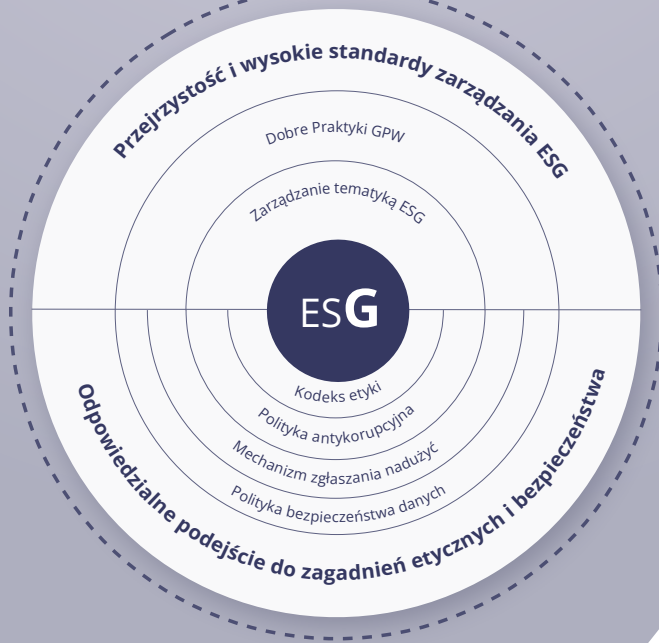 Przejrzystość i wysokie standardy zarządzania ESG
Dobre Praktyki GPW
Zarządzanie tematyką ESG
ESG
Kodeks etyki
Polityka antykorupcyjna
Mechanizm zgłaszania nadużyć
Polityka bezpieczeństwa danych
Odpowiedzialne podejście do zagadnień etycznych i bezpieczeństwa